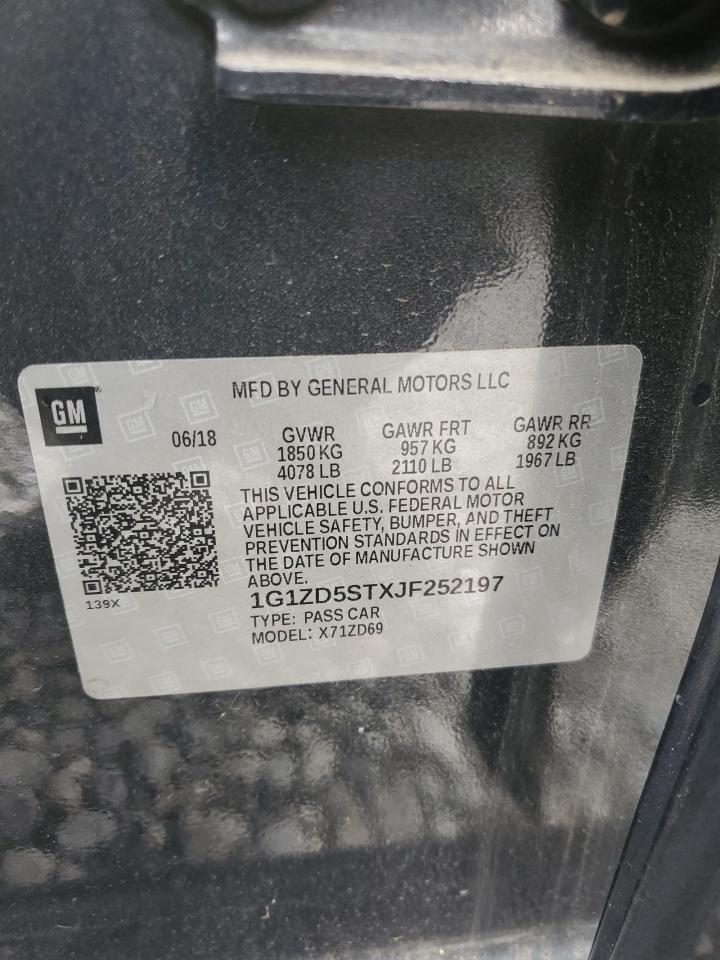 GM
MFD BY GENERAL MOTORS LLC
06/18
GVWR
1850 KG
4078 LB
GAWR FRT
957 KG
2110 LB
GAWR RR
892 KG
1967 LB
THIS VEHICLE CONFORMS TO ALL
APPLICABLE U.S. FEDERAL MOTOR
VEHICLE SAFETY, BUMPER, AND THEFT
PREVENTION STANDARDS IN EFFECT ON
THE DATE OF MANUFACTURE SHOWN
ABOVE.
139X
1G1ZD5STXJF252197
TYPE: PASS CAR
MODEL: X71ZD69